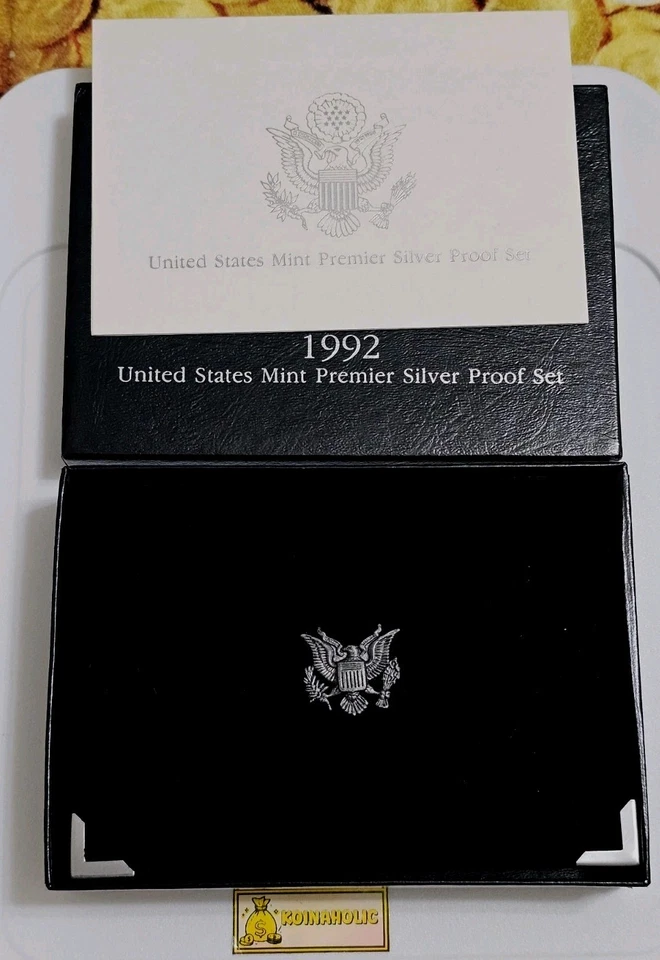 United States Mint Premier Silver Proof Set
1992
United States Mint Premier Silver Proof Set
$
KOINAHOLIC